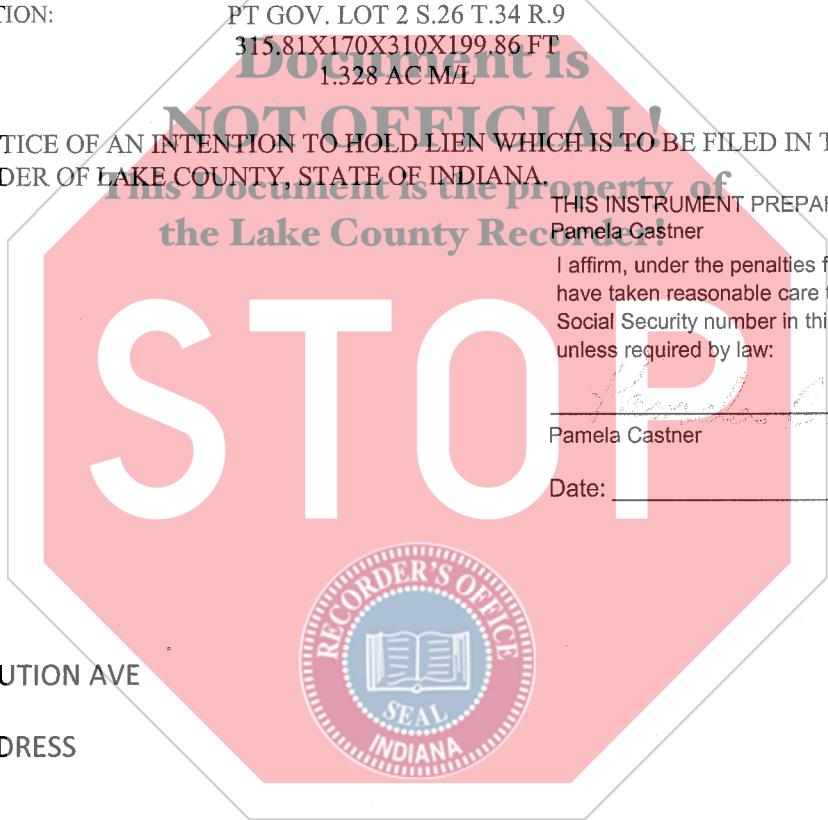 TION: PT GOV. LOT 2 S.26 T.34 R.9
315.81X170X310X199.86 FT
1.328 AC M/L
Document is
NOT OFFICIAL!
TICE OF AN INTENTION TO HOLD LIEN WHICH IS TO BE FILED IN T
DER OF LAKE COUNTY, STATE OF INDIANA.
This Document is the property of
the Lake County Recorder!
THIS INSTRUMENT PREPAR
Pamela Castner
I affirm, under the penalties f
have taken reasonable care t
Social Security number in thi
unless required by law:
STOP
Pamela Castner
Date:
RECORDER'S OFFICE
SEAL
INDIANA
UTION AVE
DRESS